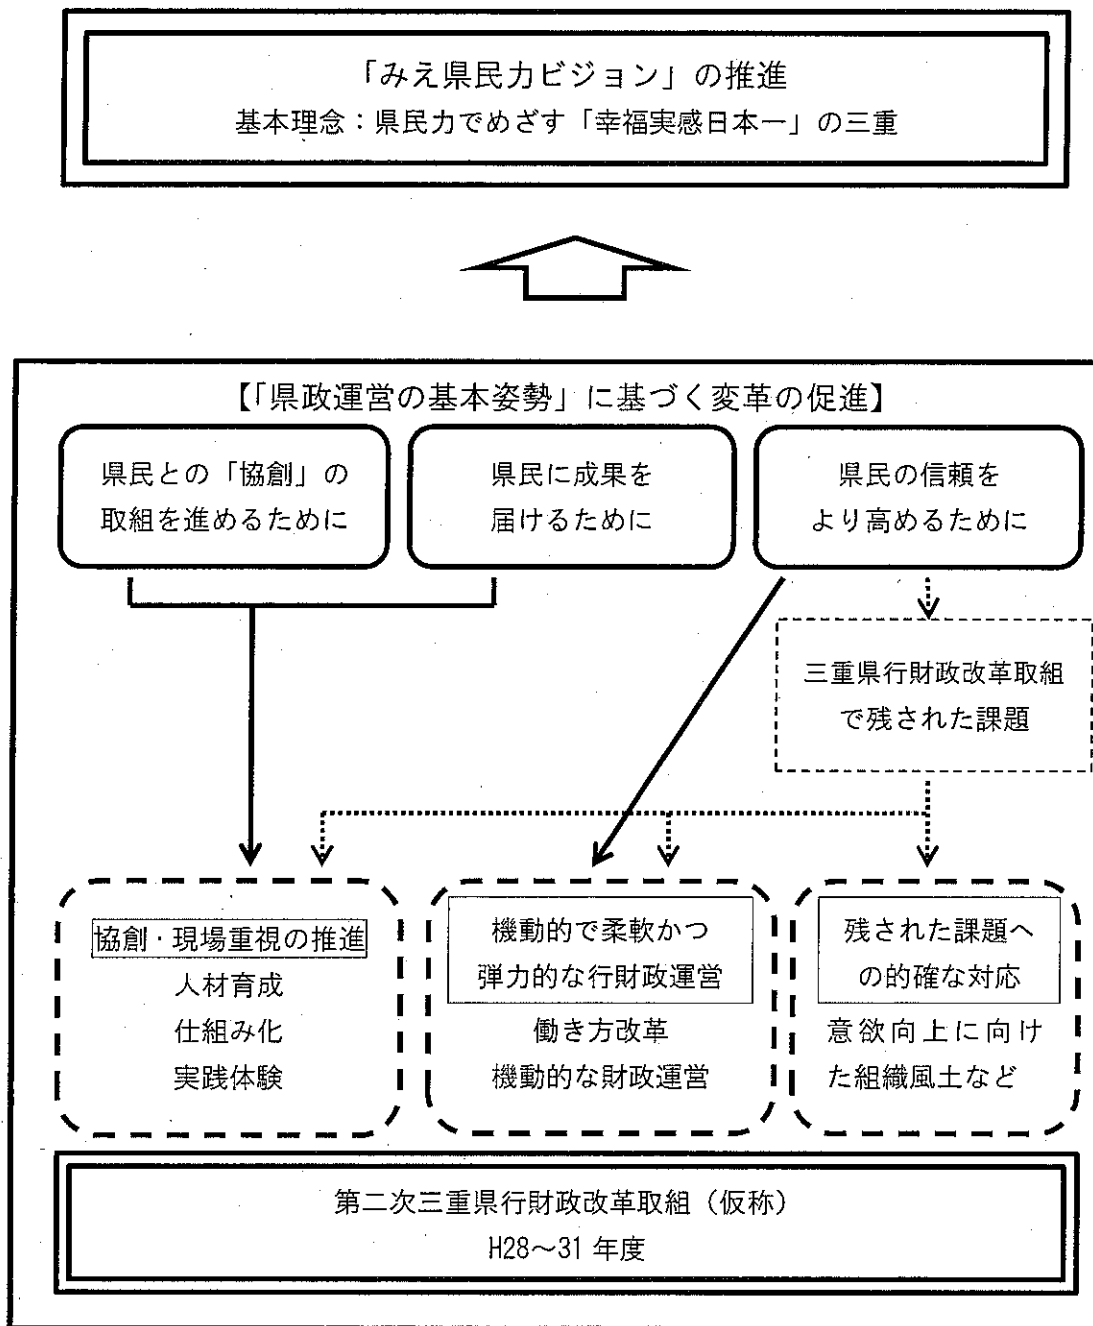 「みえ県民力ビジョン」の推進
基本理念：県民力でめざす「幸福実感日本一」の三重
【「県政運営の基本姿勢」に基づく変革の促進】
県民との「協創」の
取組を進めるために
県民に成果を
届けるために
県民の信頼を
より高めるために
三重県行財政改革取組
で残された課題
協創・現場重視の推進
人材育成
仕組み化
実践体験
機動的で柔軟かつ
弾力的な行財政運営
働き方改革
機動的な財政運営
残された課題へ
の的確な対応
意欲向上に向け
た組織風土など
第二次三重県行財政改革取組（仮称）
H28～31 年度